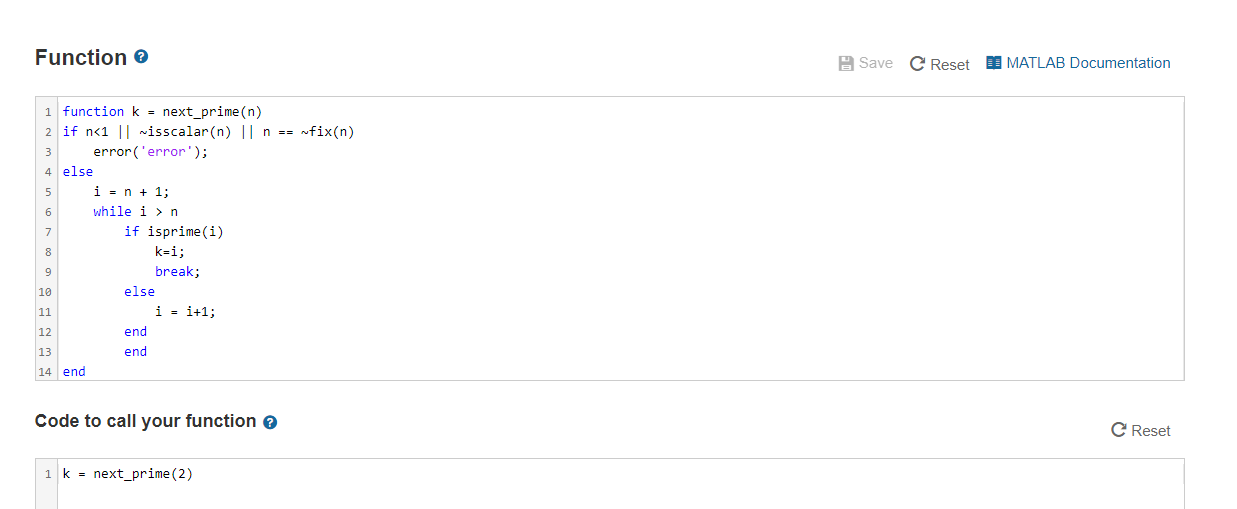 Function ?
Save Reset MATLAB Documentation
1 function k = next_prime(n)
2 if n<1 || ~isscalar(n) || n == ~fix(n)
3     error('error');
4 else
5     i = n + 1;
6     while i > n
7         if isprime(i)
8             k=i;
9             break;
10         else
11             i = i+1;
12         end
13         end
14 end
Code to call your function ?
Reset
1 k = next_prime(2)